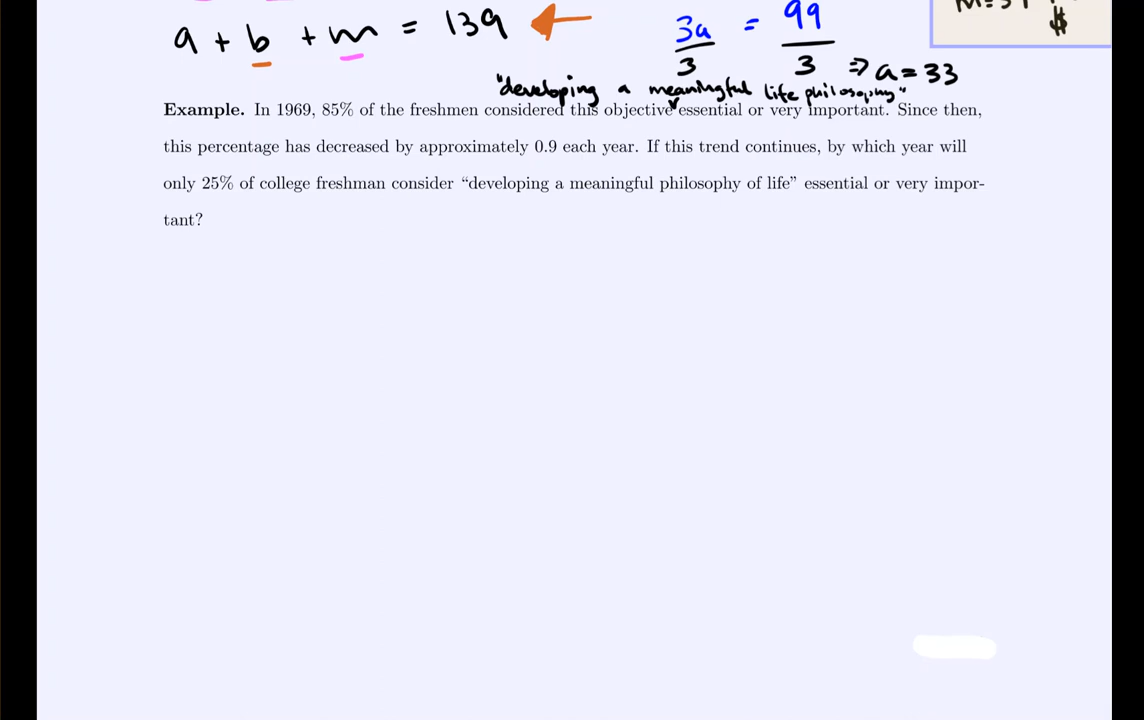 a + b + m = 139
3a/3 = 99/3 ⇒ a = 33
$
"developing a meaningful life philosophy"
Example. In 1969, 85% of the freshmen considered this objective essential or very important. Since then,
this percentage has decreased by approximately 0.9 each year. If this trend continues, by which year will
only 25% of college freshman consider “developing a meaningful philosophy of life” essential or very impor-
tant?